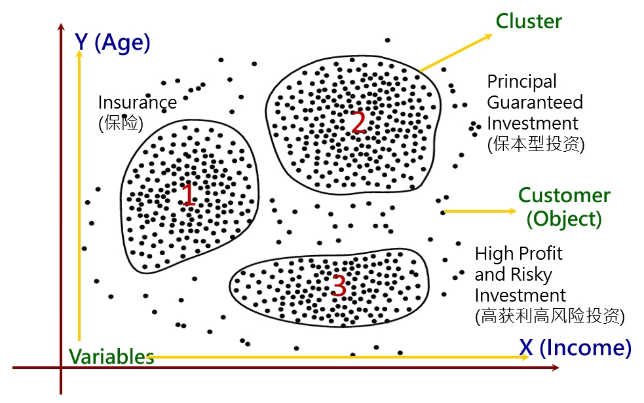 Y (Age)
Cluster
Insurance
(保险)
Principal
Guaranteed
Investment
(保本型投资)
1
2
3
Customer
(Object)
High Profit
and Risky
Investment
(高获利高风险投资)
Variables
X (Income)